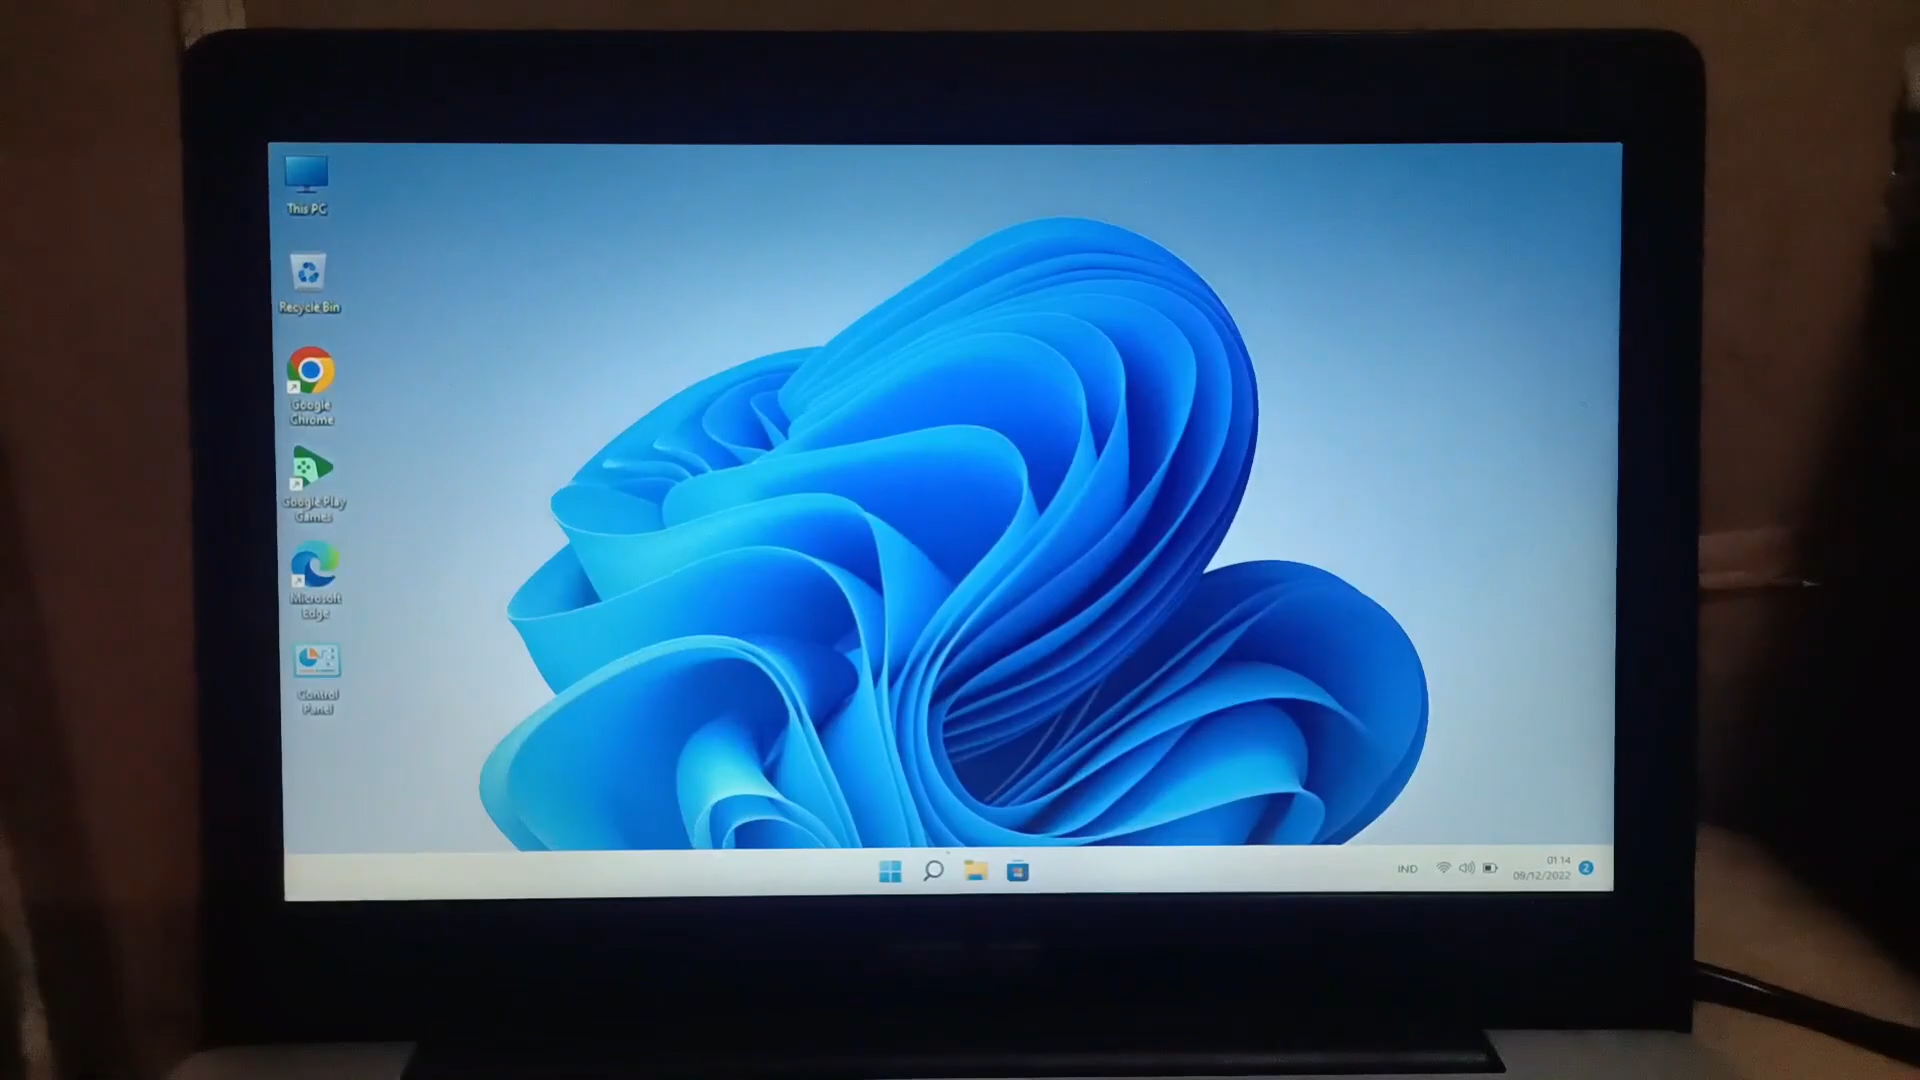 This PC
Recycle Bin
Google
Chrome
Google Play
Games
Microsoft
Edge
Control
Panel
IND
01:14
09/12/2022
2